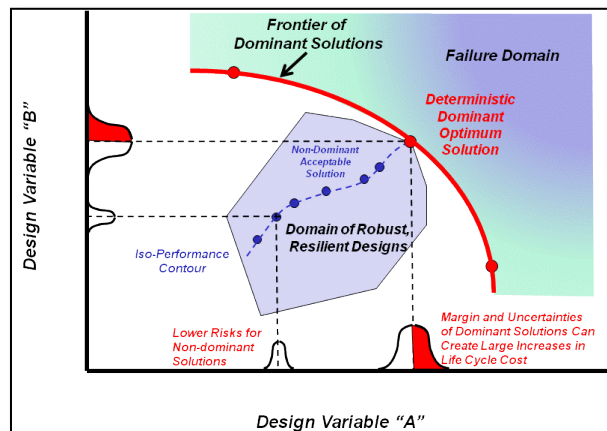 Frontier of
Dominant Solutions
Failure Domain
Deterministic
Dominant
Optimum
Solution
Design Variable “B”
Non-Dominant
Acceptable
Solution
Domain of Robust,
Resilient Designs
Iso-Performance
Contour
Lower Risks for
Non-dominant
Solutions
Margin and Uncertainties
of Dominant Solutions Can
Create Large Increases in
Life Cycle Cost
Design Variable “A”